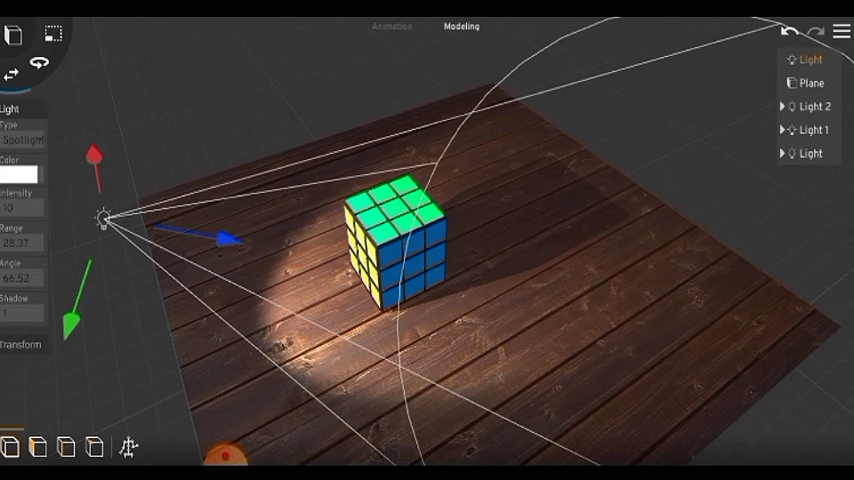 Animation
Modeling
Light
Type
Spotlight
Color
Intensity
10
Range
28.37
Angle
66.52
Shadow
1
Transform
Light
Plane
Light 2
Light 1
Light